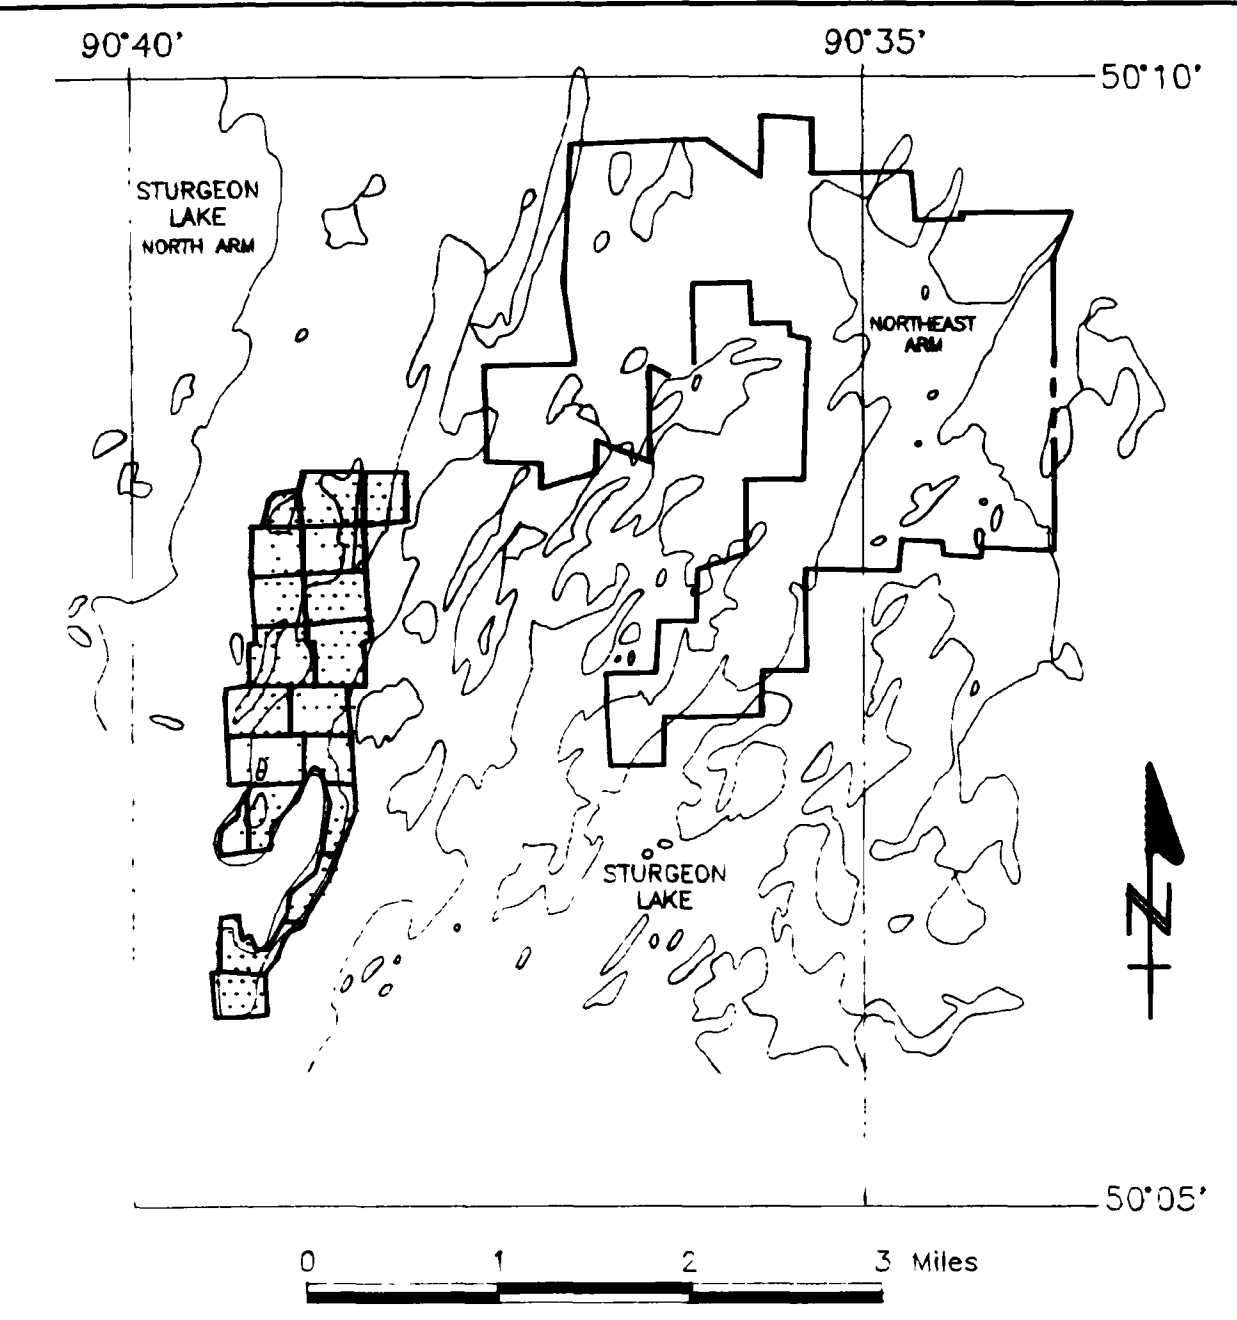 90°40'
90°35'
50°10'
STURGEON
LAKE
NORTH ARM
NORTHEAST
ARM
STURGEON
LAKE
N
50°05'
0 1 2 3 Miles